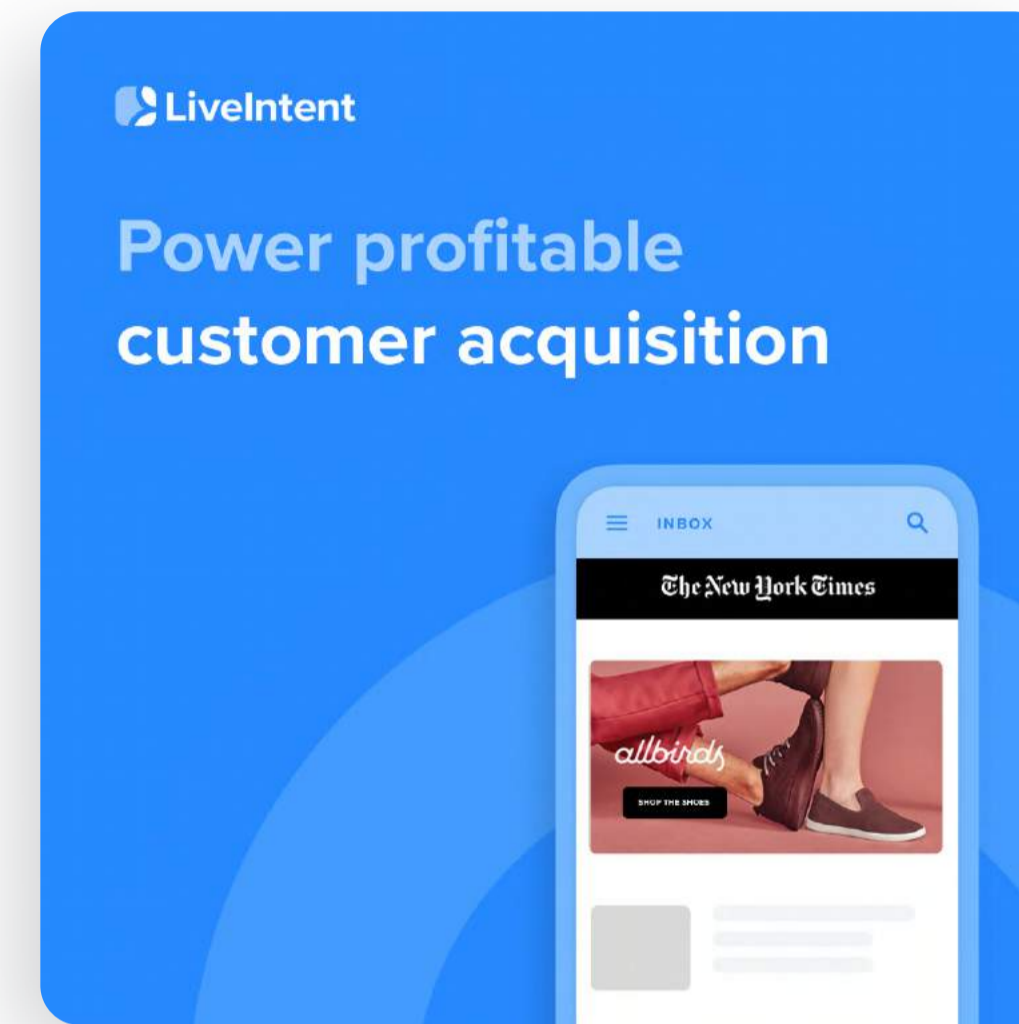 LiveIntent
Power profitable
customer acquisition
INBOX
The New York Times
allbirds
SHOP THE SHOES